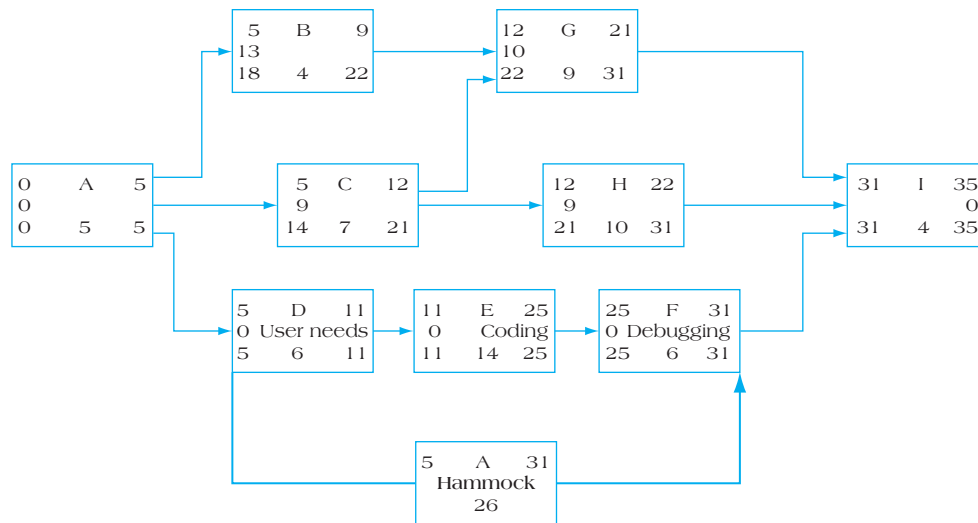 5 B 9
13
18 4 22
12 G 21
10
22 9 31
0 A 5
0
0 5 5
5 C 12
9
14 7 21
12 H 22
9
21 10 31
31 I 35
0
31 4 35
5 D 11
0 User needs
5 6 11
11 E 25
0 Coding
11 14 25
25 F 31
0 Debugging
25 6 31
5 A 31
Hammock
26